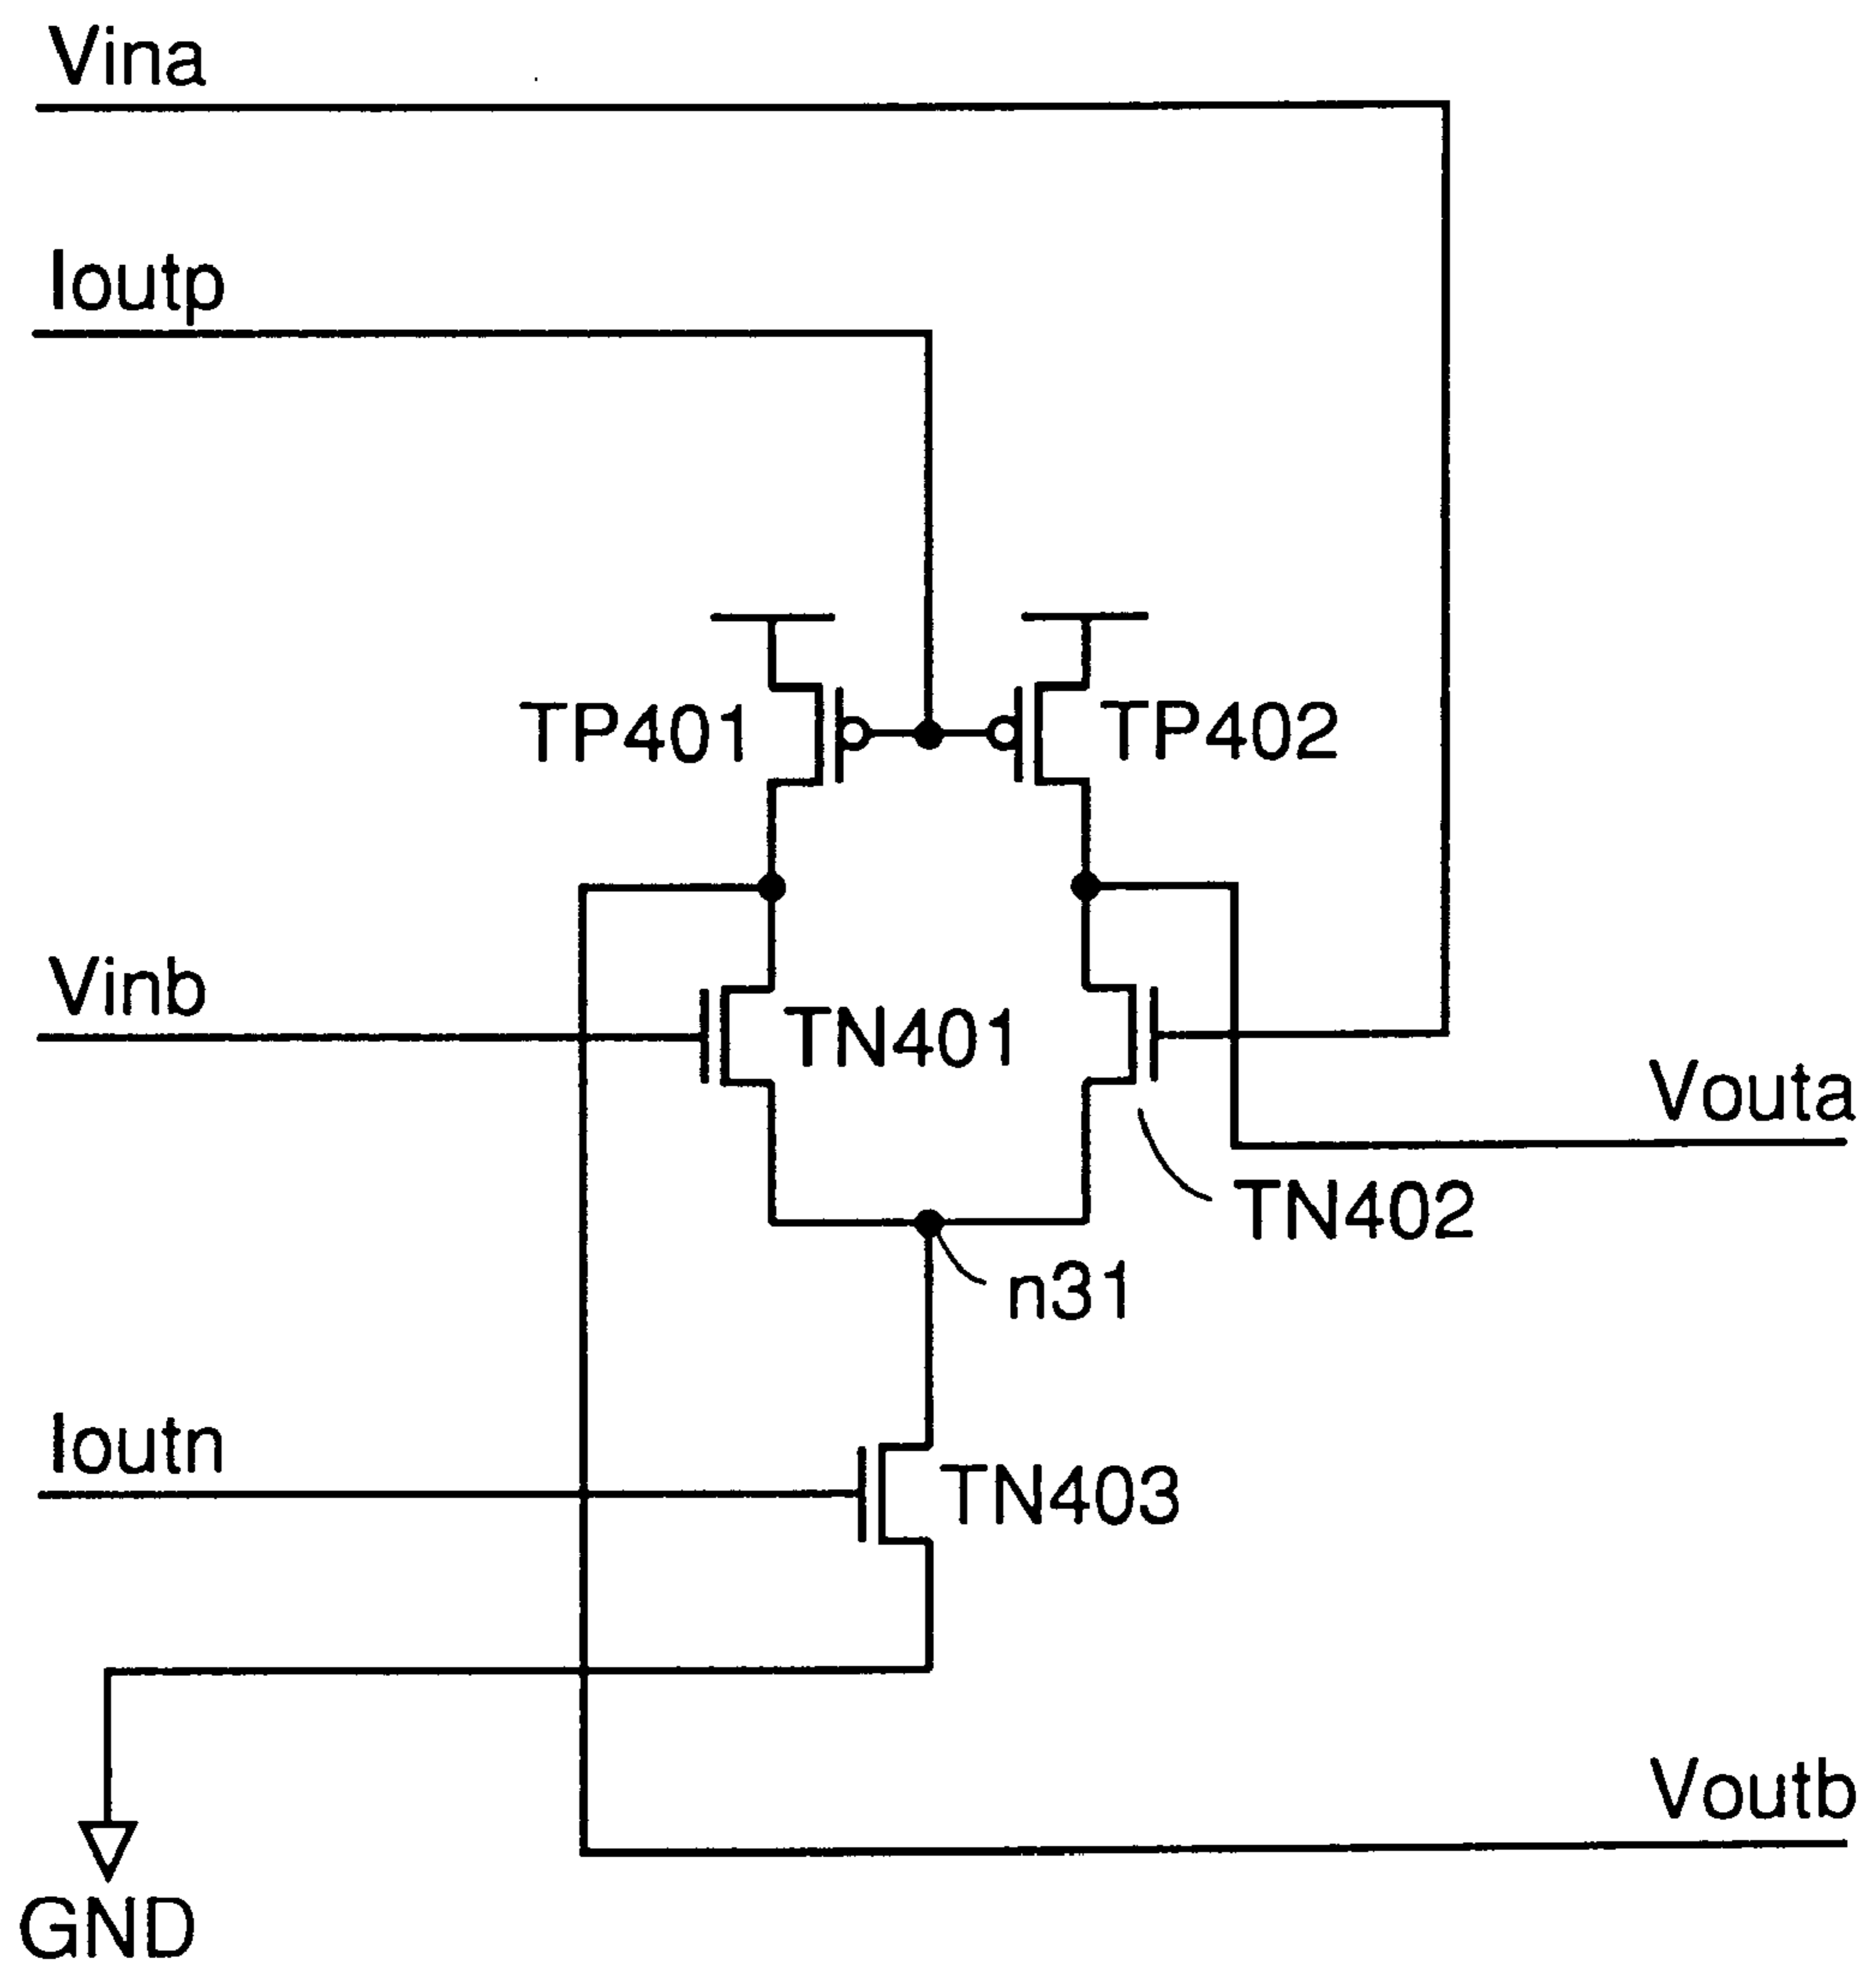 Vina
Ioutp
TP401
TP402
Vinb
TN401
Vouta
TN402
n31
Ioutn
TN403
Voutb
GND